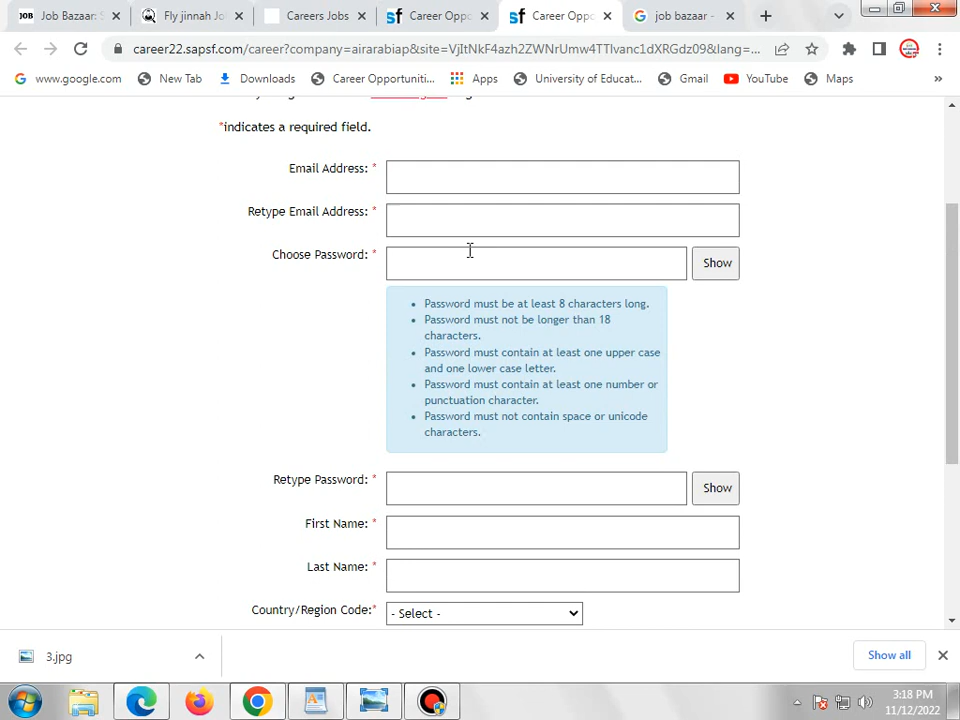 JOB Job Bazaar: S
Fly jinnah Jo
Careers Jobs
Career Oppo
Career Oppo
job bazaar -
career22.sapsf.com/career?company=airarabiap&site=VjItNkF4azh2ZWNrUmw4TTlvanc1dXRGdz09&lang=...
www.google.com
New Tab
Downloads
Career Opportuniti...
Apps
University of Educat...
Gmail
YouTube
Maps
»
*indicates a required field.
Email Address: *
Retype Email Address: *
Choose Password: *
Show
• Password must be at least 8 characters long.
• Password must not be longer than 18
characters.
• Password must contain at least one upper case
and one lower case letter.
• Password must contain at least one number or
punctuation character.
• Password must not contain space or unicode
characters.
Retype Password: *
Show
First Name: *
Last Name: *
Country/Region Code:*
- Select -
3.jpg
Show all
3:18 PM
11/12/2022